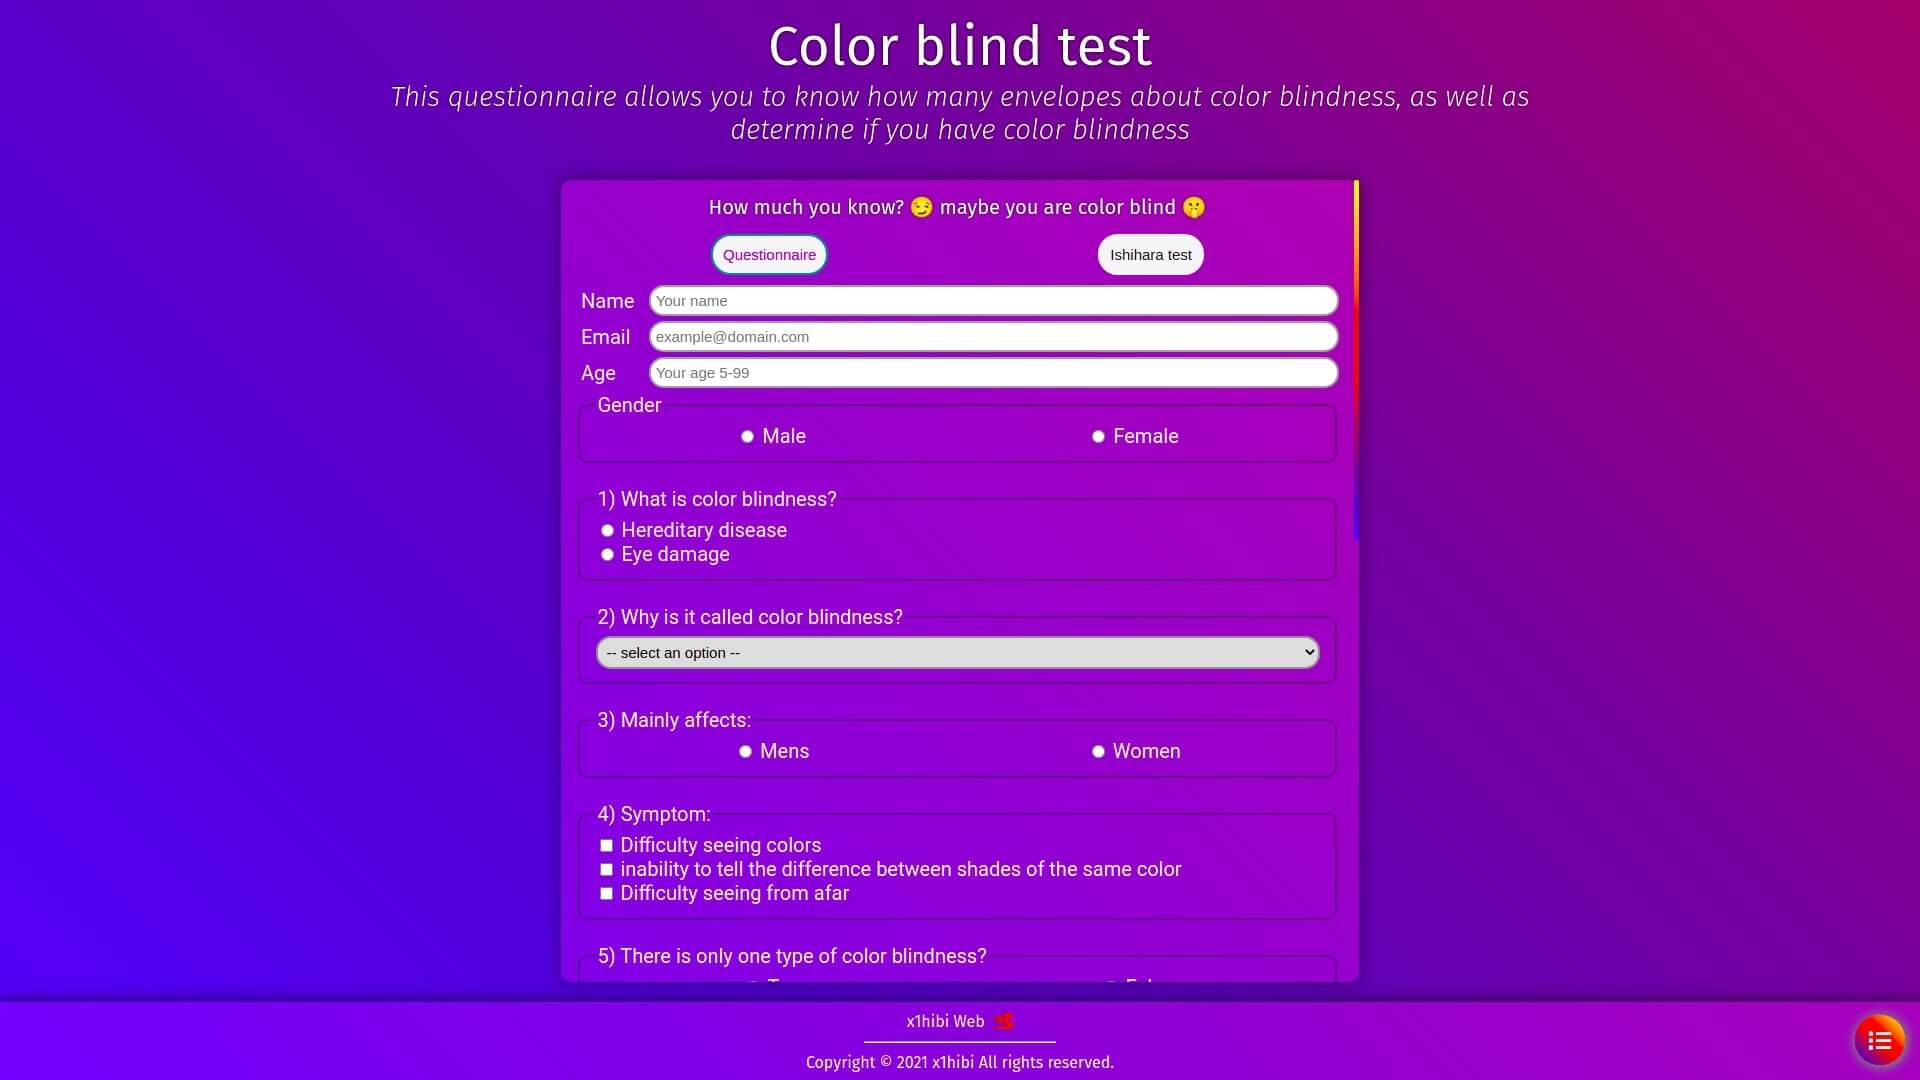 Color blind test
This questionnaire allows you to know how many envelopes about color blindness, as well as
determine if you have color blindness
How much you know? 😏 maybe you are color blind 🤫
Questionnaire
Ishihara test
Name
Your name
Email
example@domain.com
Age
Your age 5-99
Gender
Male
Female
1) What is color blindness?
Hereditary disease
Eye damage
2) Why is it called color blindness?
-- select an option --
3) Mainly affects:
Mens
Women
4) Symptom:
Difficulty seeing colors
inability to tell the difference between shades of the same color
Difficulty seeing from afar
5) There is only one type of color blindness?
x1hibi Web
Copyright © 2021 x1hibi All rights reserved.